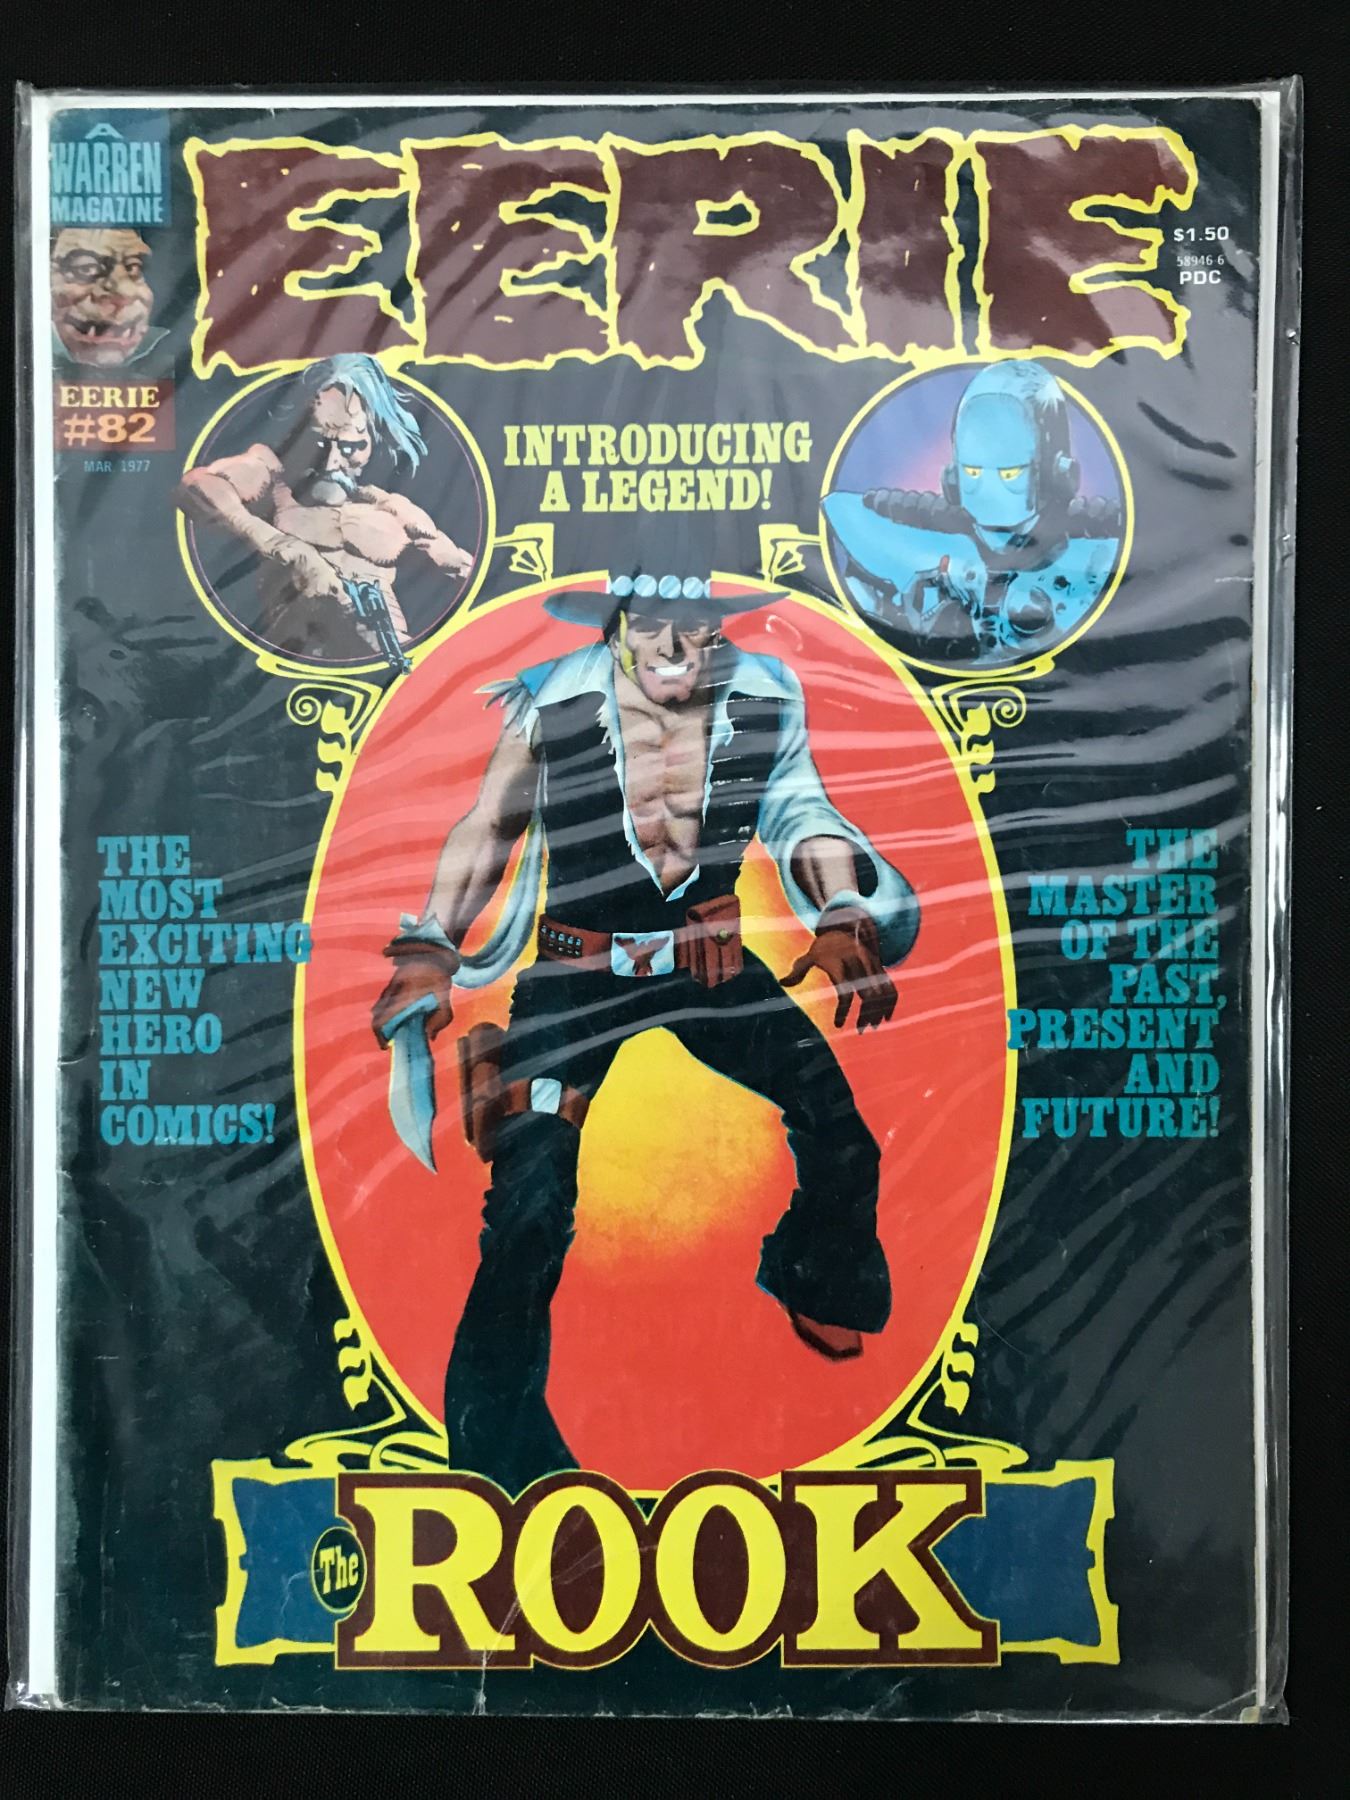 A
WARREN
MAGAZINE
EERIE
$1.50
58946-6
PDC
EERIE
#82
MAR. 1977
INTRODUCING
A LEGEND!
THE
MOST
EXCITING
NEW
HERO
IN
COMICS!
THE
MASTER
OF THE
PAST,
PRESENT
AND
FUTURE!
The
ROOK